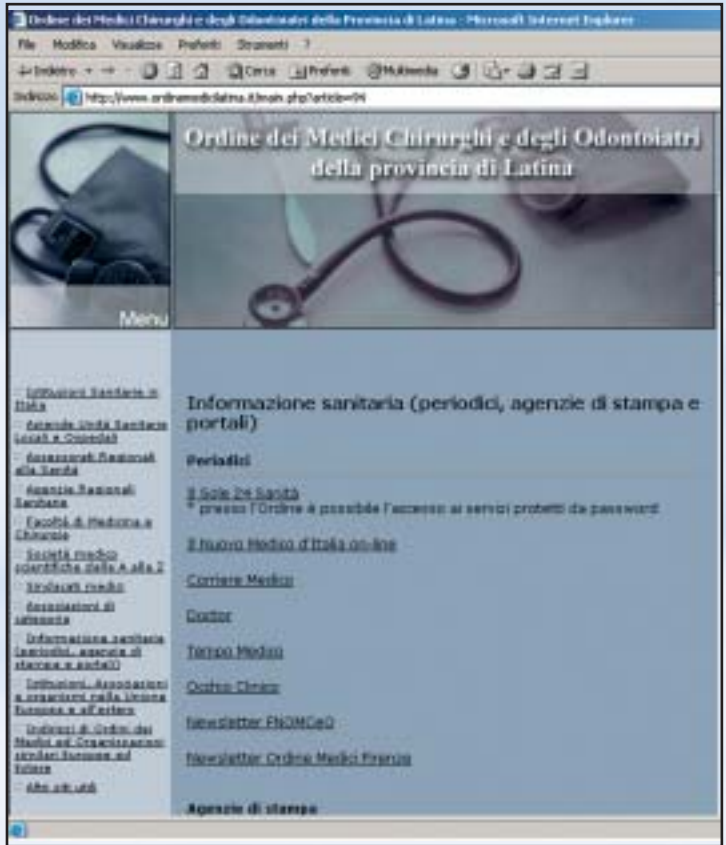 Ordine dei Medici Chirurghi e degli Odontoiatri della Provincia di Latina - Microsoft Internet Explorer
File Modifica Visualizza Preferiti Strumenti ?
Indietro Cerca Preferiti Multimedia
Indirizzo http://www.ordinemedicilatina.it/main.php?article=94
Ordine dei Medici Chirurghi e degli Odontoiatri
della provincia di Latina
Menu
Istituzioni Sanitarie in
Italia
Aziende Unità Sanitarie
Locali e Ospedali
Assessorati Regionali
alla Sanità
Agenzie Regionali
Sanitarie
Facoltà di Medicina e
Chirurgia
Società medico
scientifiche dalla A alla Z
Sindacati medici
Associazioni di
categoria
Informazione sanitaria
(periodici, agenzie di
stampa e portali)
Istituzioni, Associazioni
e organismi nella Unione
Europea e all'estero
Indirizzi di Ordini dei
Medici ed Organizzazioni
similari Europee ed
Estere
Altri siti utili
Informazione sanitaria (periodici, agenzie di stampa e
portali)
Periodici
Il Sole 24 Sanità
* presso l'Ordine è possibile l'accesso ai servizi protetti da password
Il Nuovo Medico d'Italia on-line
Corriere Medico
Doctor
Tempo Medico
Occhio Clinico
Newsletter FNOMCeO
Newsletter Ordine Medici Firenze
Agenzie di stampa